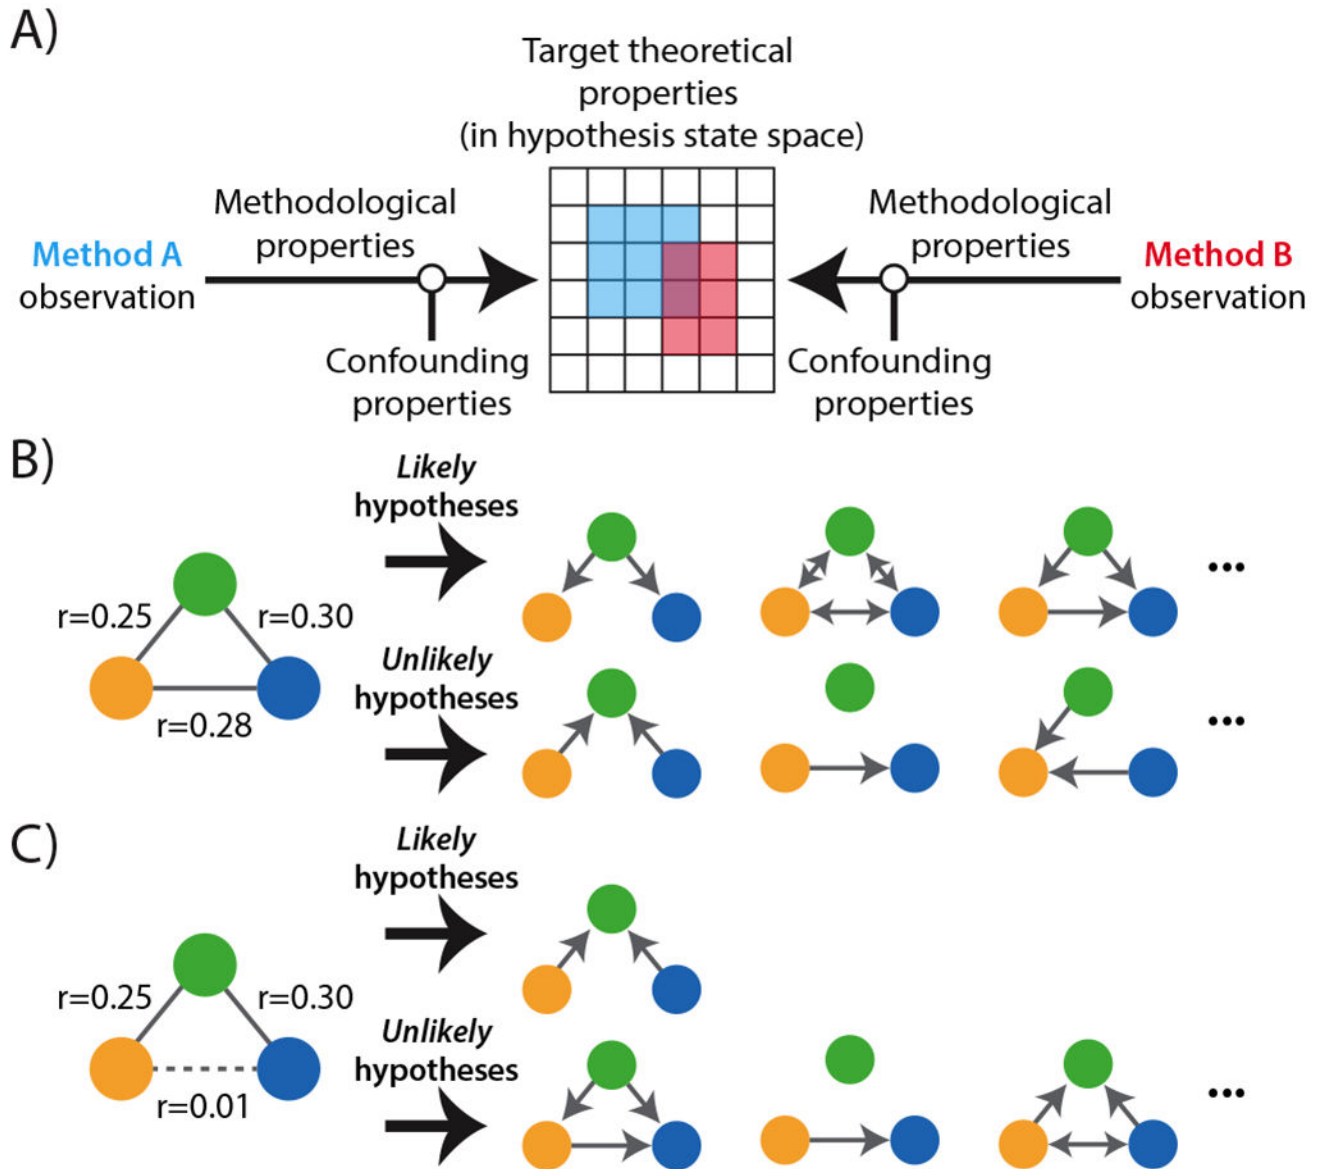 A)
Target theoretical
properties
(in hypothesis state space)
Methodological
properties
Method A
observation
Confounding
properties
Methodological
properties
Method B
observation
Confounding
properties
B)
r=0.25
r=0.30
r=0.28
Likely
hypotheses
...
Unlikely
hypotheses
...
C)
r=0.25
r=0.30
r=0.01
Likely
hypotheses
Unlikely
hypotheses
...